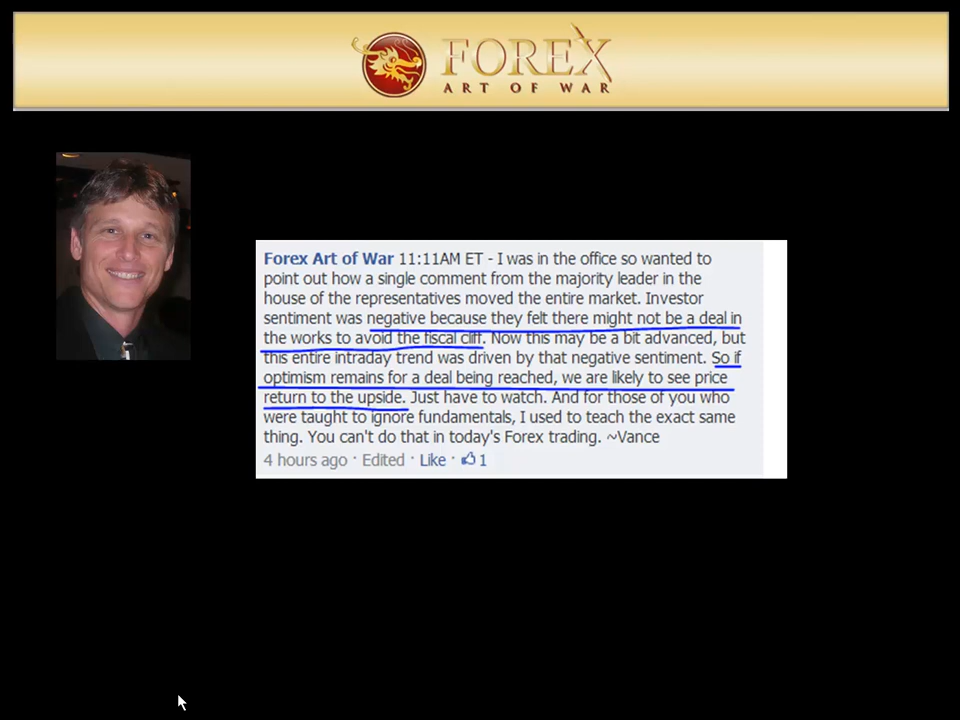 FOREX
ART OF WAR
Forex Art of War 11:11AM ET - I was in the office so wanted to
point out how a single comment from the majority leader in the
house of the representatives moved the entire market. Investor
sentiment was negative because they felt there might not be a deal in
the works to avoid the fiscal cliff. Now this may be a bit advanced, but
this entire intraday trend was driven by that negative sentiment. So if
optimism remains for a deal being reached, we are likely to see price
return to the upside. Just have to watch. And for those of you who
were taught to ignore fundamentals, I used to teach the exact same
thing. You can't do that in today's Forex trading. ~Vance
4 hours ago · Edited · Like · 1